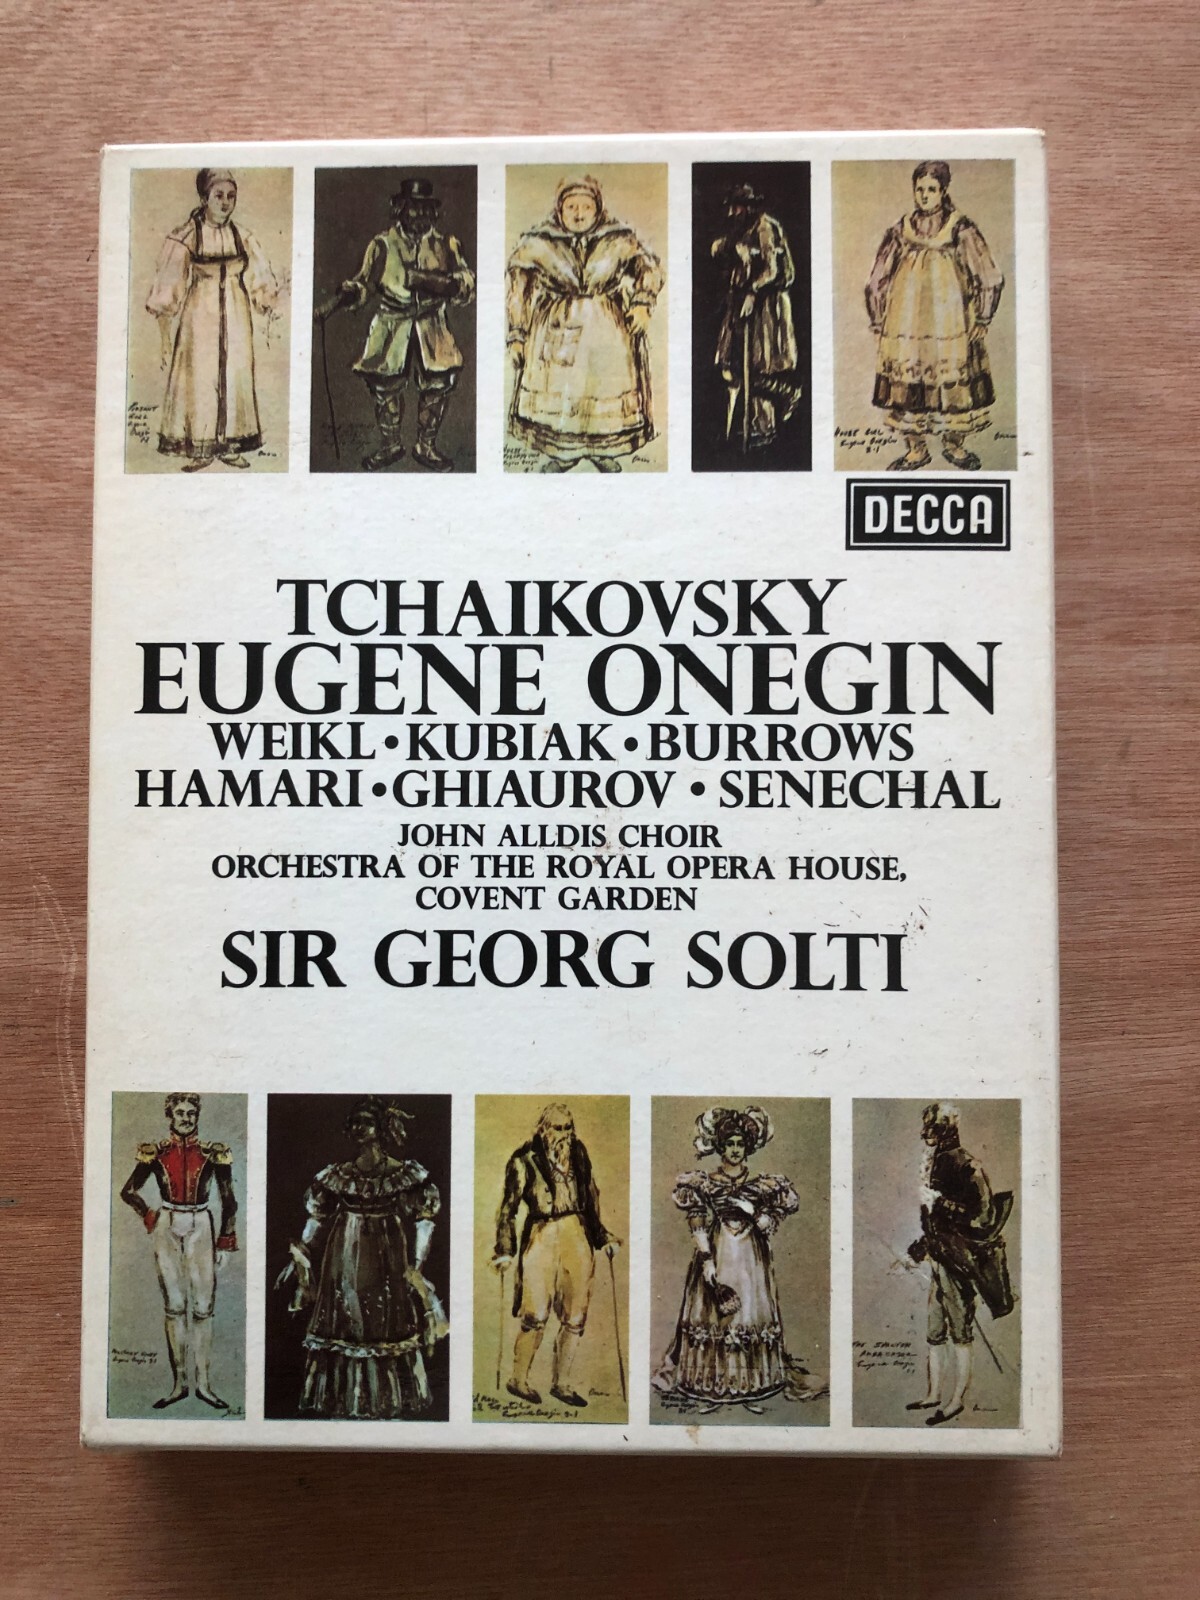 DECCA
TCHAIKOVSKY
EUGENE ONEGIN
WEIKL • KUBIAK • BURROWS
HAMARI • GHIAUROV • SENECHAL
JOHN ALLDIS CHOIR
ORCHESTRA OF THE ROYAL OPERA HOUSE,
COVENT GARDEN
SIR GEORG SOLTI